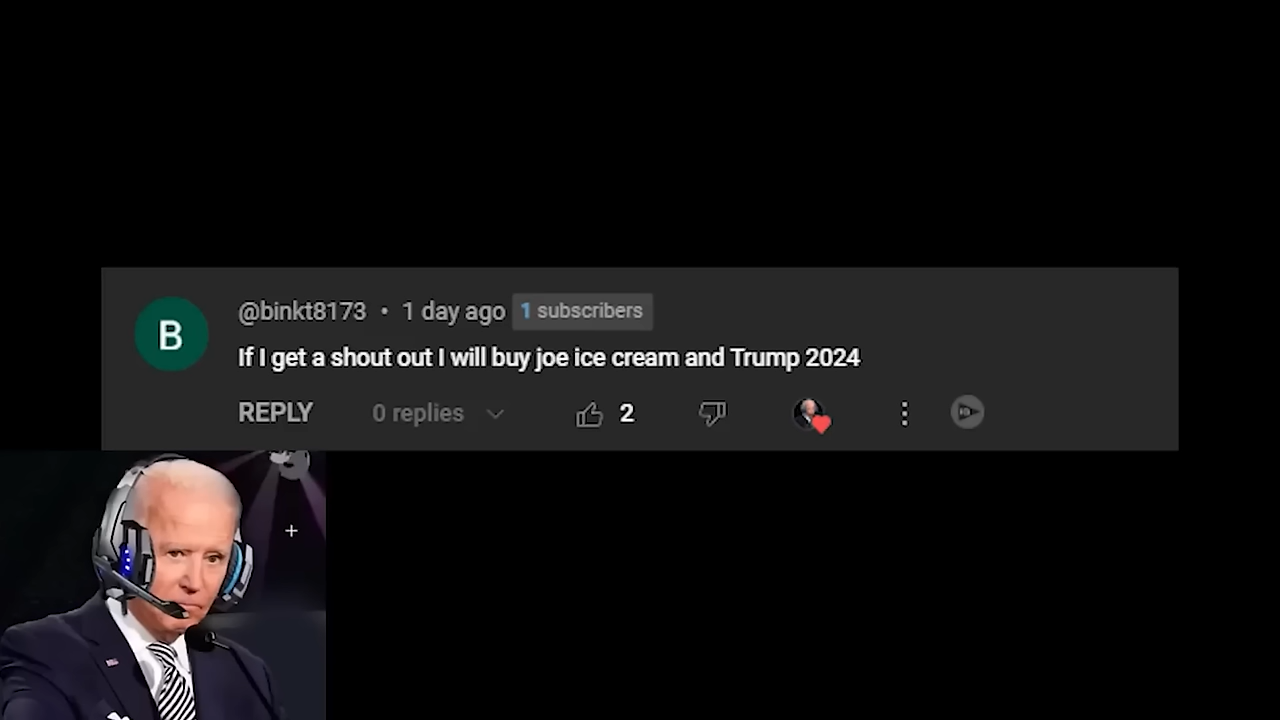 B
@binkt8173 • 1 day ago 1 subscribers
If I get a shout out I will buy joe ice cream and Trump 2024
REPLY 0 replies 2